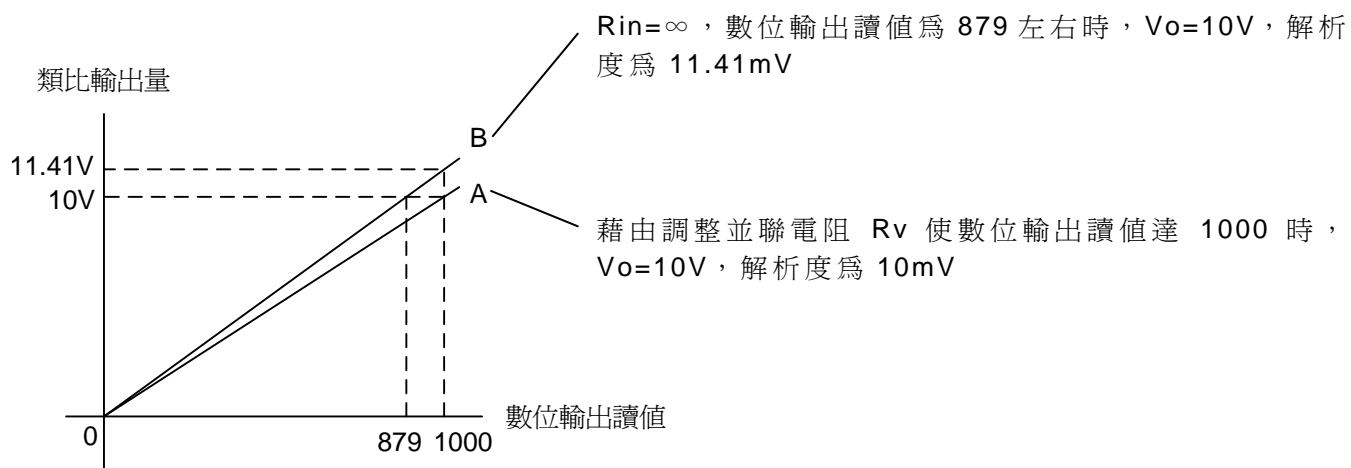 Rin=∞，數位輸出讀值爲 879 左右時，Vo=10V，解析
度爲 11.41mV
類比輸出量
B
11.41V
10V
A
藉由調整並聯電阻 Rv 使數位輸出讀值達 1000 時，
Vo=10V，解析度爲 10mV
數位輸出讀值
0
879 1000